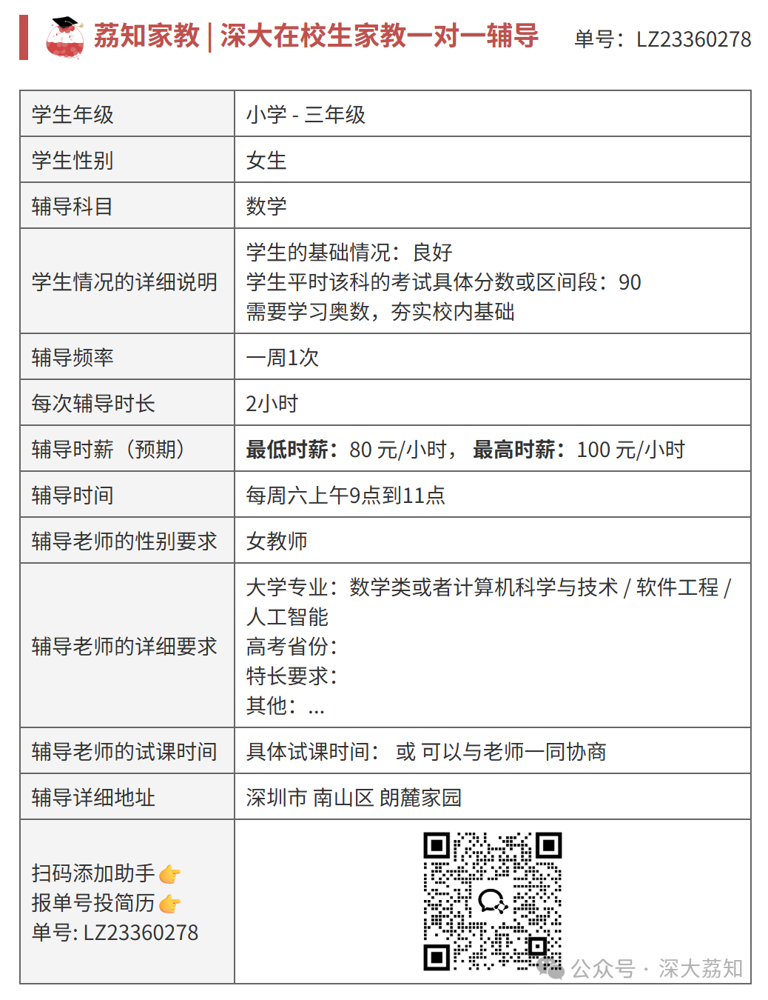 荔知家教 | 深大在校生家教一对一辅导
单号：LZ23360278
学生年级
小学 - 三年级
学生性别
女生
辅导科目
数学
学生情况的详细说明
学生的基础情况：良好
学生平时该科的考试具体分数或区间段：90
需要学习奥数，夯实校内基础
辅导频率
一周1次
每次辅导时长
2小时
辅导时薪（预期）
最低时薪：80 元/小时， 最高时薪：100 元/小时
辅导时间
每周六上午9点到11点
辅导老师的性别要求
女教师
辅导老师的详细要求
大学专业：数学类或者计算机科学与技术 / 软件工程 /
人工智能
高考省份：
特长要求：
其他：...
辅导老师的试课时间
具体试课时间： 或 可以与老师一同协商
辅导详细地址
深圳市 南山区 朗麓家园
扫码添加助手👉
报单号投简历👉
单号: LZ23360278
公众号 · 深大荔知